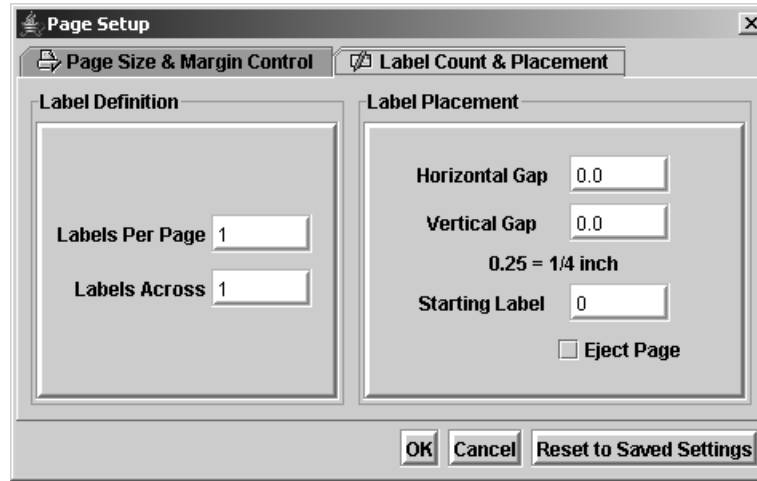 Page Setup
Page Size & Margin Control
Label Count & Placement
Label Definition
Labels Per Page 1
Labels Across 1
Label Placement
Horizontal Gap 0.0
Vertical Gap 0.0
0.25 = 1/4 inch
Starting Label 0
Eject Page
OK Cancel Reset to Saved Settings